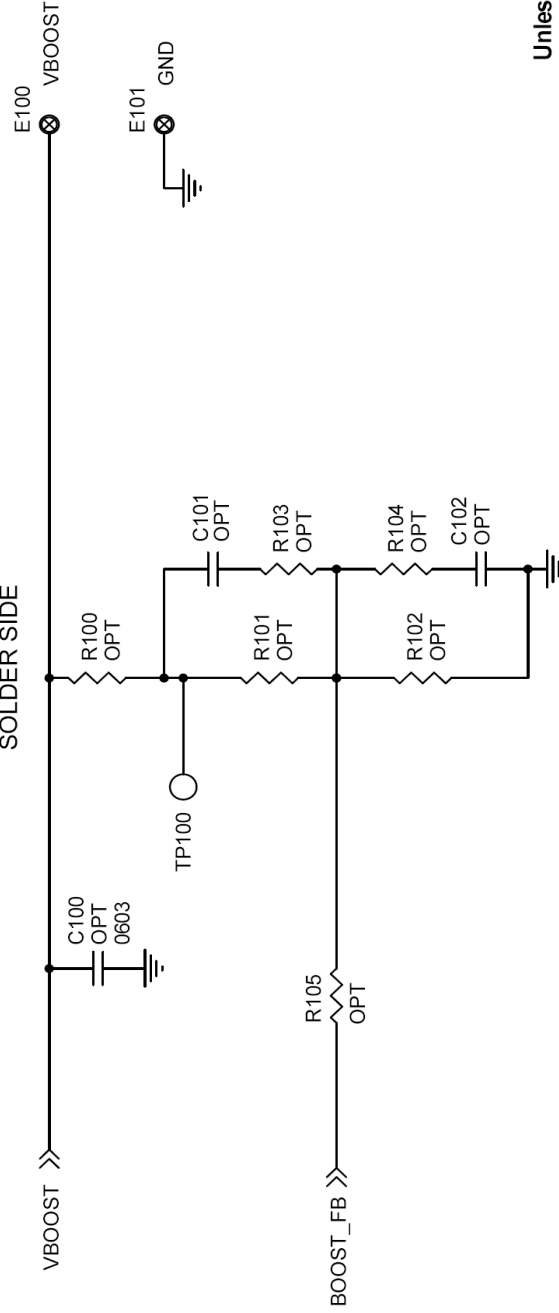 SOLDER SIDE
E100
VBOOST
E101
GND
VBOOST
C100
OPT
0603
R100
OPT
TP100
C101
OPT
R101
OPT
R103
OPT
BOOST_FB
R105
OPT
R102
OPT
R104
OPT
C102
OPT
Unles